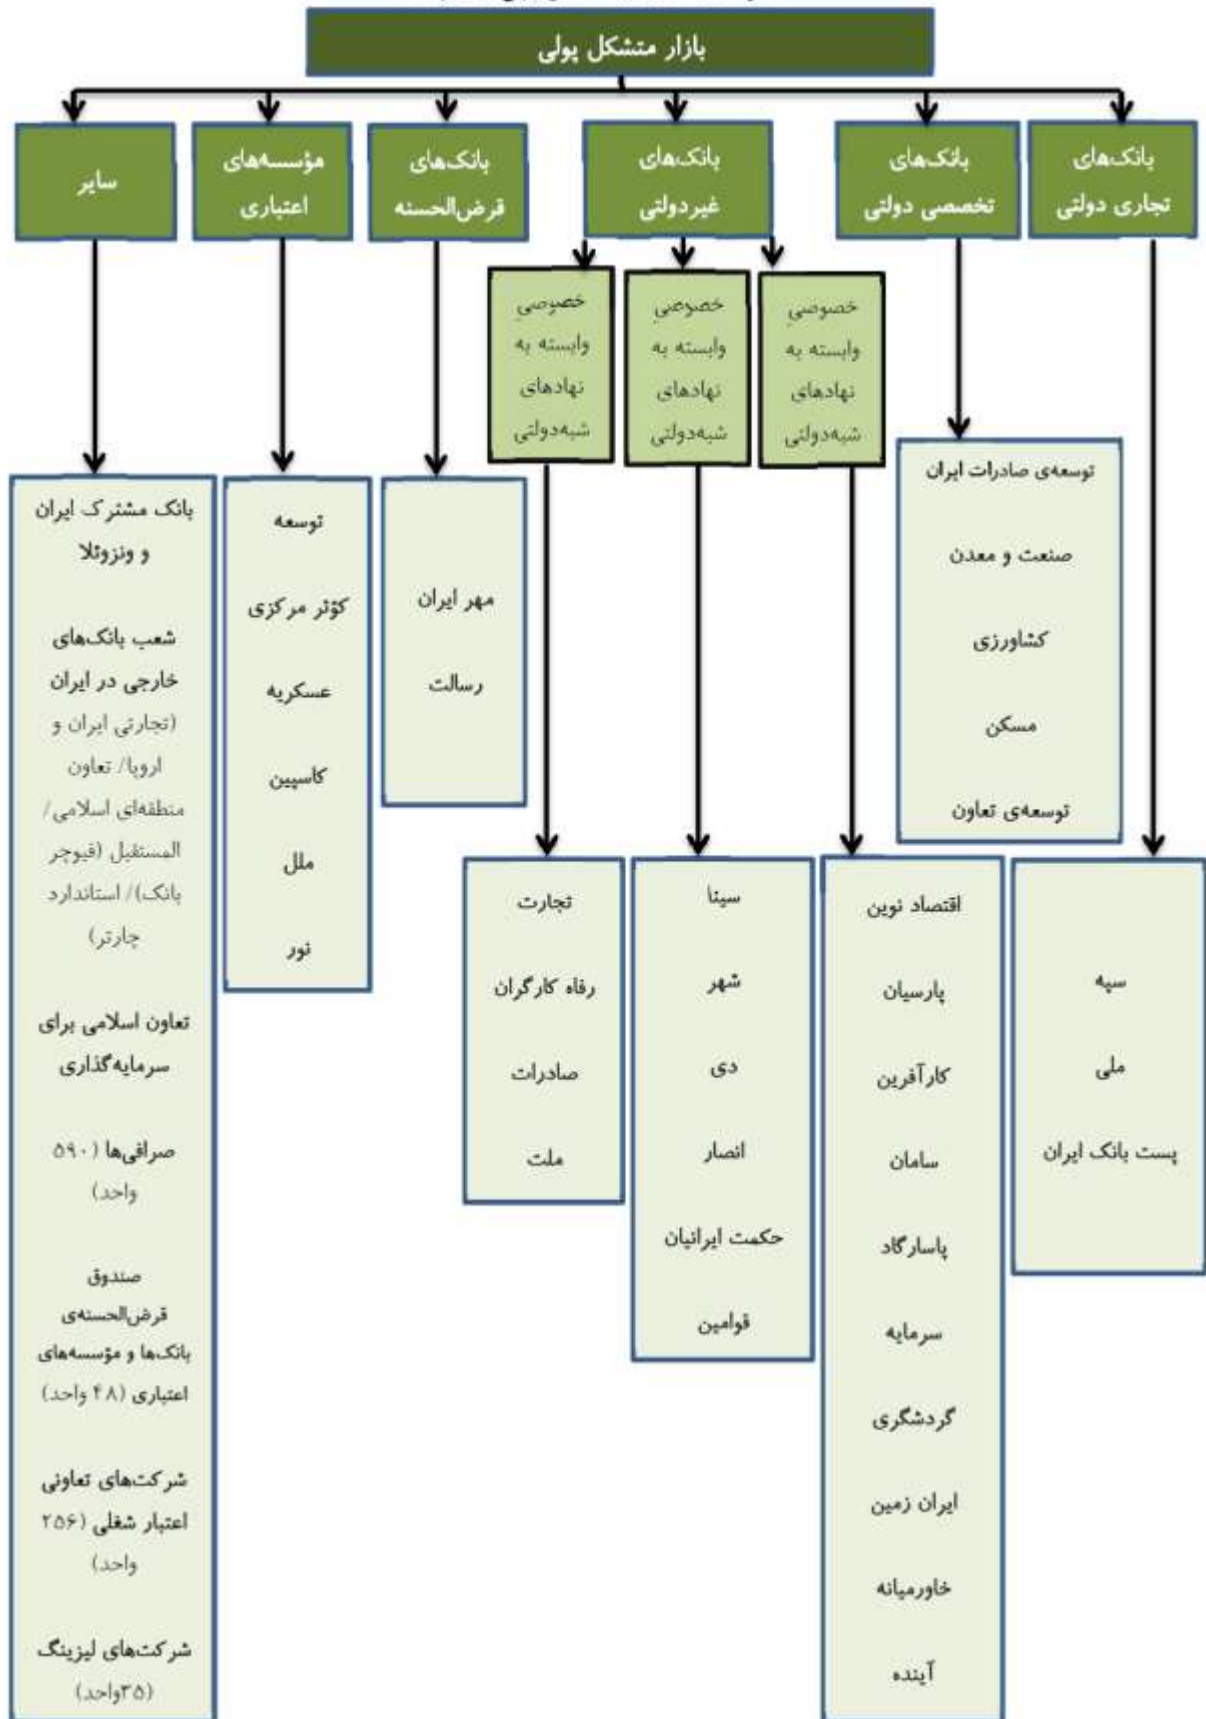 بازار متشکل پولی
بانک‌های
تجاری دولتی
بانک‌های
تخصصی دولتی
بانک‌های
غیردولتی
بانک‌های
قرض‌الحسنه
مؤسسه‌های
اعتباری
سایر
خصوصیِ
وابسته به
نهادهای
شبه‌دولتی
خصوصیِ
وابسته به
نهادهای
شبه‌دولتی
خصوصیِ
وابسته به
نهادهای
شبه‌دولتی
سپه
ملی
پست بانک ایران
توسعه‌ی صادرات ایران
صنعت و معدن
کشاورزی
مسکن
توسعه‌ی تعاون
اقتصاد نوین
پارسیان
کارآفرین
سامان
پاسارگاد
سرمایه
گردشگری
ایران زمین
خاورمیانه
آینده
سینا
شهر
دی
انصار
حکمت ایرانیان
قوامین
تجارت
رفاه کارگران
صادرات
ملت
مهر ایران
رسالت
توسعه
کوثر مرکزی
عسکریه
کاسپین
ملل
نور
بانک مشترک ایران
و ونزوئلا
شعب بانک‌های
خارجی در ایران
(تجارتی ایران و
اروپا/ تعاون
منطقه‌ای اسلامی/
المستقبل (فیوچر
بانک)/ استاندارد
چارتر)
تعاون اسلامی برای
سرمایه‌گذاری
صرافی‌ها (۵۹۰
واحد)
صندوق
قرض‌الحسنه‌ی
بانک‌ها و مؤسسه‌های
اعتباری (۴۸ واحد)
شرکت‌های تعاونی
اعتبار شغلی (۲۵۶
واحد)
شرکت‌های لیزینگ
(۳۵واحد)